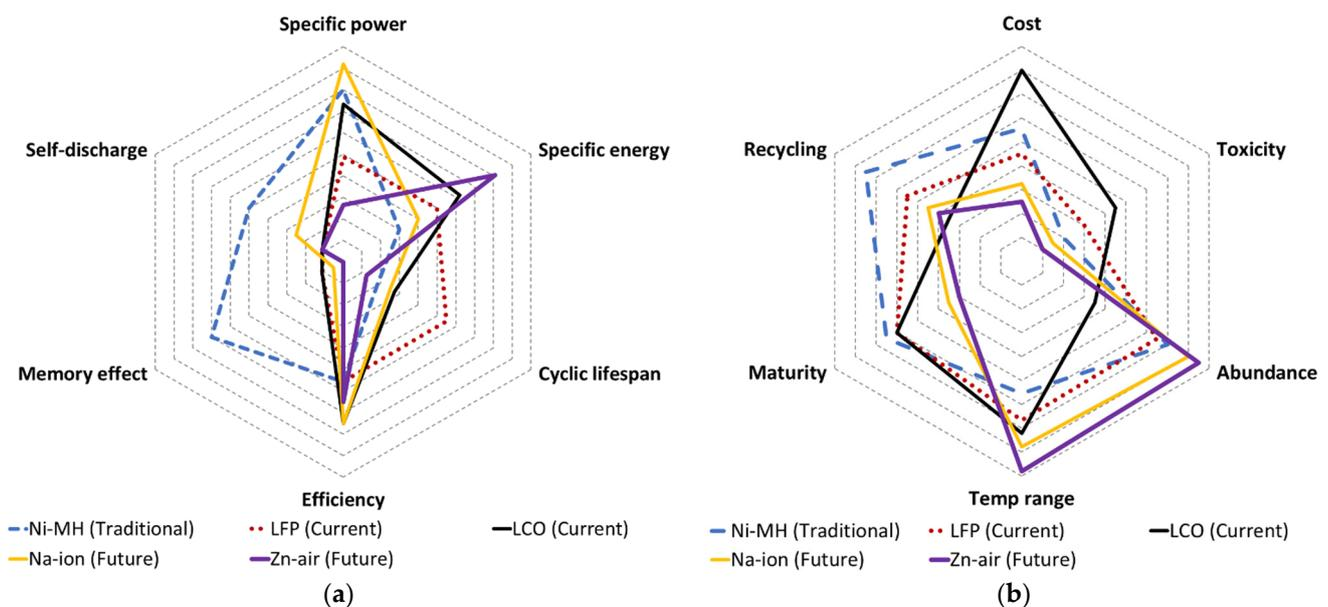 Specific power
Cost
Self-discharge
Specific energy
Recycling
Toxicity
Memory effect
Cyclic lifespan
Maturity
Abundance
Efficiency
Temp range
Ni-MH (Traditional) LFP (Current) LCO (Current)
Na-ion (Future) Zn-air (Future)
Ni-MH (Traditional) LFP (Current) LCO (Current)
Na-ion (Future) Zn-air (Future)
(a)
(b)